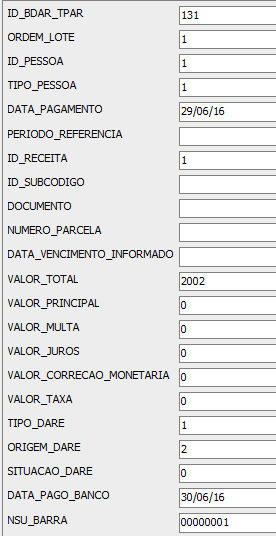 ID_BDAR_TPAR 131
ORDEM_LOTE 1
ID_PESSOA 1
TIPO_PESSOA 1
DATA_PAGAMENTO 29/06/16
PERIODO_REFERENCIA
ID_RECEITA 1
ID_SUBCODIGO
DOCUMENTO
NUMERO_PARCELA
DATA_VENCIMENTO_INFORMADO
VALOR_TOTAL 2002
VALOR_PRINCIPAL 0
VALOR_MULTA 0
VALOR_JUROS 0
VALOR_CORRECAO_MONETARIA 0
VALOR_TAXA 0
TIPO_DARE 1
ORIGEM_DARE 2
SITUACAO_DARE 0
DATA_PAGO_BANCO 30/06/16
NSU_BARRA 00000001